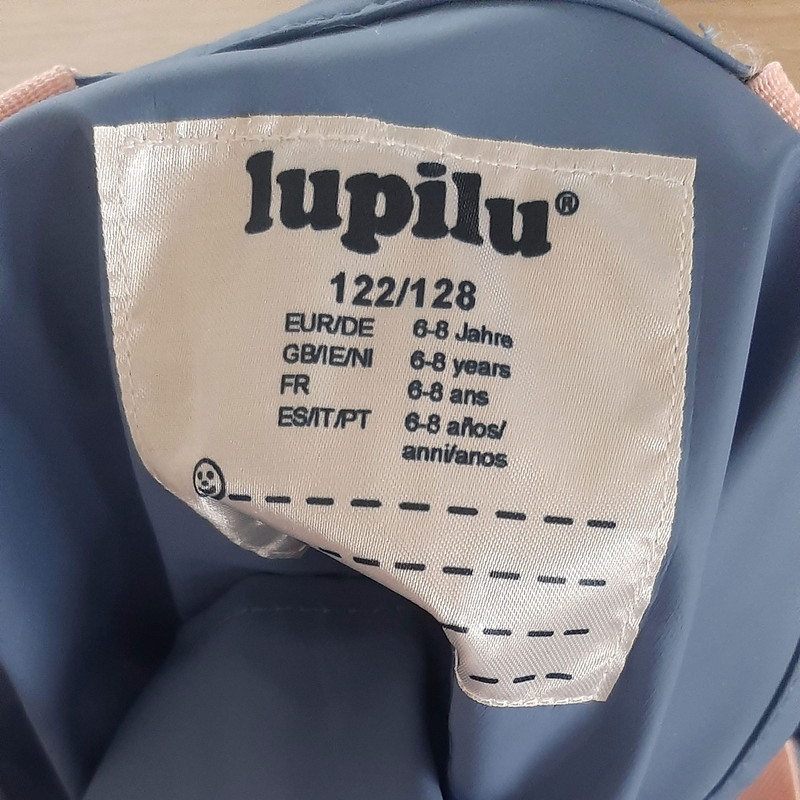 lupilu®
122/128
EUR/DE 6-8 Jahre
GB/IE/NI 6-8 years
FR 6-8 ans
ES/IT/PT 6-8 años/
anni/anos